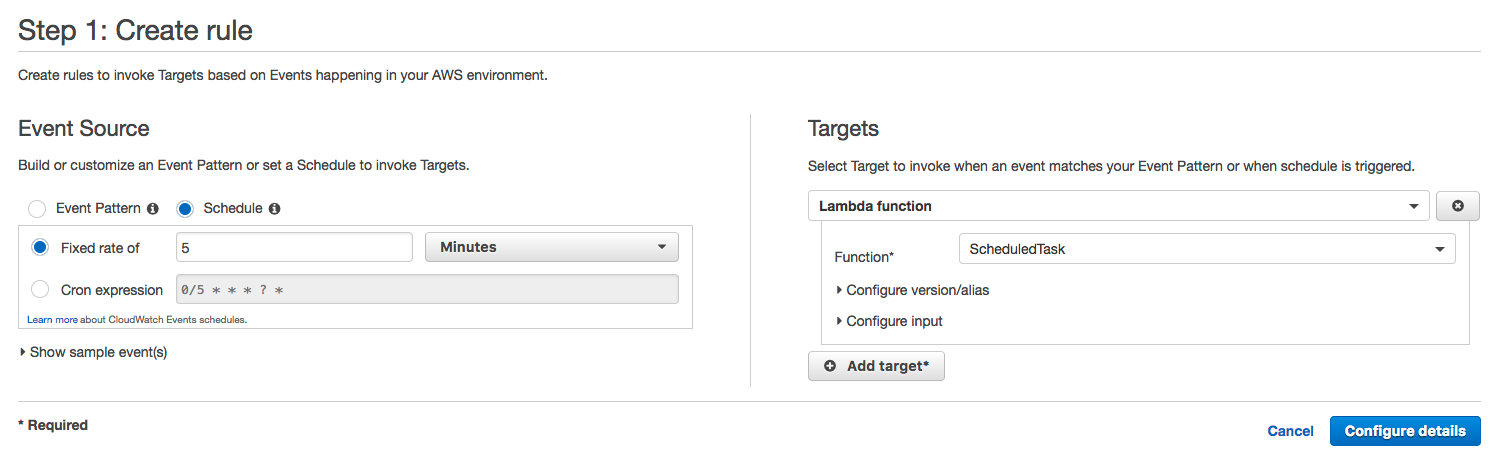 Step 1: Create rule
Create rules to invoke Targets based on Events happening in your AWS environment.
Event Source
Build or customize an Event Pattern or set a Schedule to invoke Targets.
Event Pattern Schedule
Fixed rate of 5 Minutes
Cron expression 0/5 * * * ? *
Learn more about CloudWatch Events schedules.
Show sample event(s)
Targets
Select Target to invoke when an event matches your Event Pattern or when schedule is triggered.
Lambda function
Function* ScheduledTask
Configure version/alias
Configure input
Add target*
* Required
Cancel Configure details